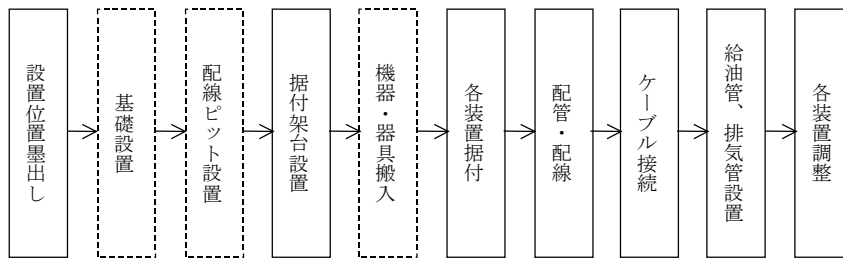 設置位置墨出し
基礎設置
配線ピット設置
据付架台設置
機器・器具搬入
各装置据付
配管・配線
ケーブル接続
給油管、排気管設置
各装置調整